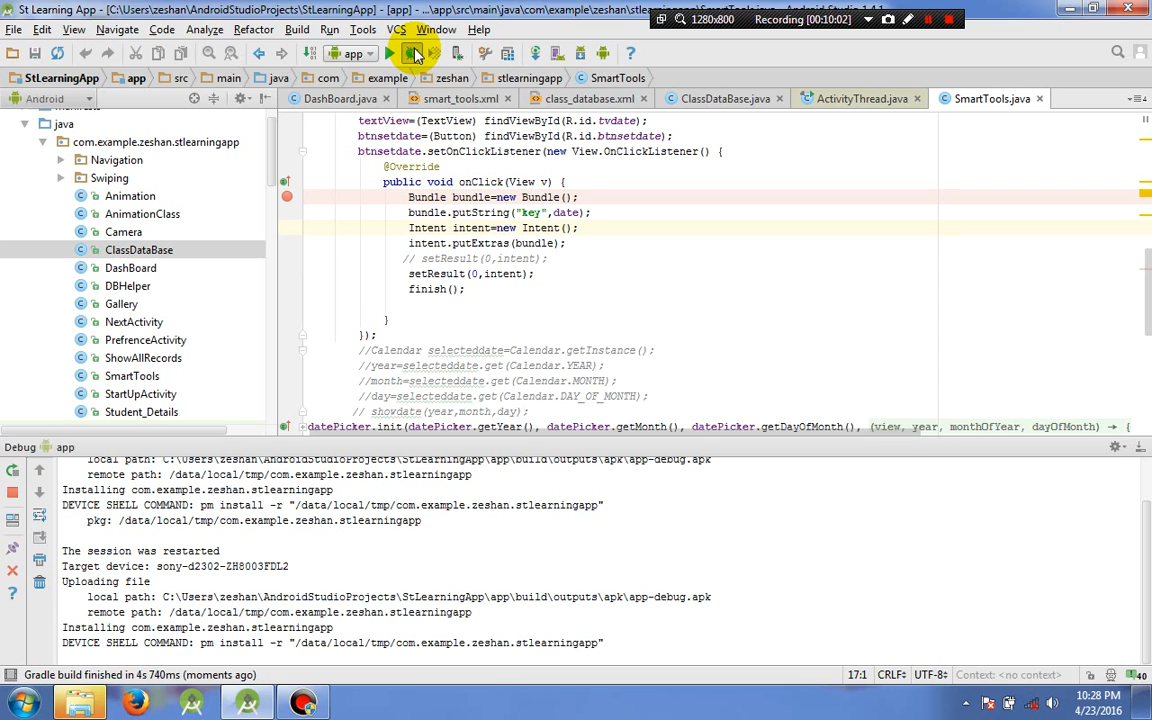 St Learning App - [C:\Users\zeshan\AndroidStudioProjects\StLearningApp] - [app] - ...\app\src\main\java\com\example\zeshan\stlearningapp\SmartTools.java
1280x800
Recording [00:10:02]
File Edit View Navigate Code Analyze Refactor Build Run Tools VCS Window Help
app
StLearningApp app src main java com example zeshan stlearningapp SmartTools
Android
DashBoard.java smart_tools.xml class_database.xml ClassDataBase.java ActivityThread.java SmartTools.java
java
com.example.zeshan.stlearningapp
Navigation
Swiping
Animation
AnimationClass
Camera
ClassDataBase
DashBoard
DBHelper
Gallery
NextActivity
PrefrenceActivity
ShowAllRecords
SmartTools
StartUpActivity
Student_Details
textView=(TextView) findViewById(R.id.tvdate);
btnsetdate=(Button) findViewById(R.id.btnsetdate);
btnsetdate.setOnClickListener(new View.OnClickListener() {
@Override
public void onClick(View v) {
Bundle bundle=new Bundle();
bundle.putString("key",date);
Intent intent=new Intent();
intent.putExtras(bundle);
// setResult(0,intent);
setResult(0,intent);
finish();
}
});
//Calendar selecteddate=Calendar.getInstance();
//year=selecteddate.get(Calendar.YEAR);
//month=selecteddate.get(Calendar.MONTH);
//day=selecteddate.get(Calendar.DAY_OF_MONTH);
// showdate(year,month,day);
datePicker.init(datePicker.getYear(), datePicker.getMonth(), datePicker.getDayOfMonth(), (view, year, monthOfYear, dayOfMonth) → {
Debug app
local path: C:\Users\zeshan\AndroidStudioProjects\StLearningApp\app\build\outputs\apk\app-debug.apk
remote path: /data/local/tmp/com.example.zeshan.stlearningapp
Installing com.example.zeshan.stlearningapp
DEVICE SHELL COMMAND: pm install -r "/data/local/tmp/com.example.zeshan.stlearningapp"
pkg: /data/local/tmp/com.example.zeshan.stlearningapp
The session was restarted
Target device: sony-d2302-ZH8003FDL2
Uploading file
local path: C:\Users\zeshan\AndroidStudioProjects\StLearningApp\app\build\outputs\apk\app-debug.apk
remote path: /data/local/tmp/com.example.zeshan.stlearningapp
Installing com.example.zeshan.stlearningapp
DEVICE SHELL COMMAND: pm install -r "/data/local/tmp/com.example.zeshan.stlearningapp"
Gradle build finished in 4s 740ms (moments ago)
17:1 CRLF÷ UTF-8÷ Context: <no context> 40
10:28 PM
4/23/2016